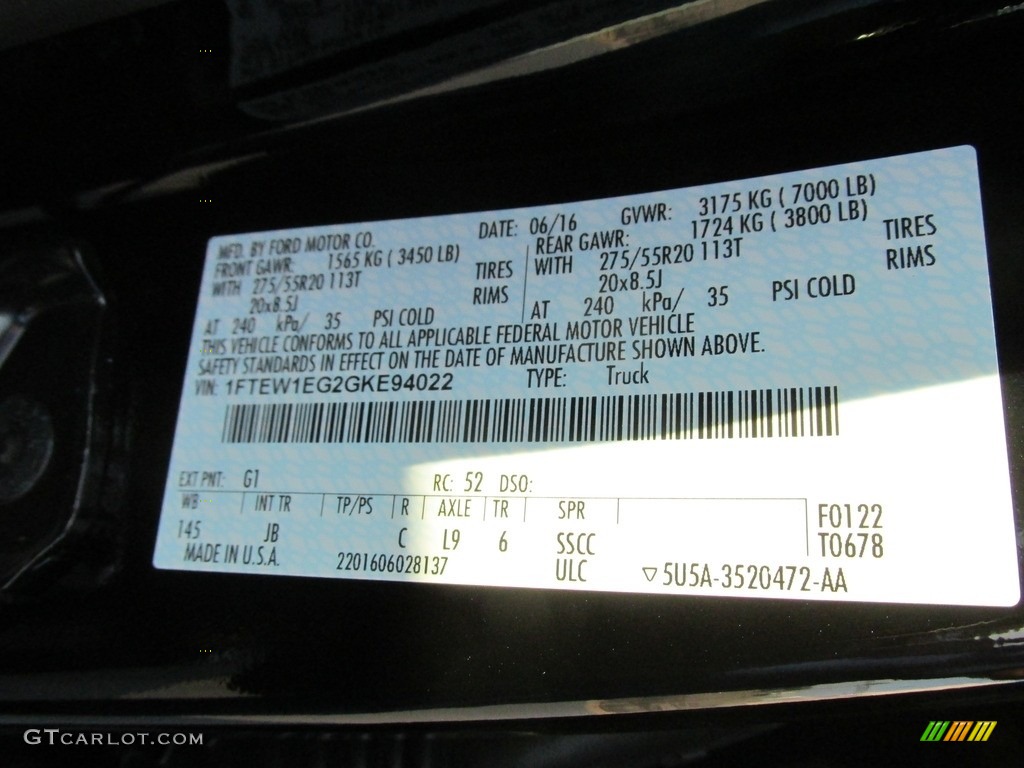 MFD. BY FORD MOTOR CO. DATE: 06/16 GVWR: 3175 KG ( 7000 LB)
FRONT GAWR: 1565 KG ( 3450 LB) REAR GAWR: 1724 KG ( 3800 LB)
WITH 275/55R20 113T TIRES WITH 275/55R20 113T TIRES
20x8.5J RIMS 20x8.5J RIMS
AT 240 kPa/ 35 PSI COLD AT 240 kPa/ 35 PSI COLD
THIS VEHICLE CONFORMS TO ALL APPLICABLE FEDERAL MOTOR VEHICLE
SAFETY STANDARDS IN EFFECT ON THE DATE OF MANUFACTURE SHOWN ABOVE.
VIN: 1FTEW1EG2GKE94022 TYPE: Truck
EXT PNT: G1 RC: 52 DSO:
WB INT TR TP/PS R AXLE TR SPR F0122
145 JB C L9 6 SSCC T0678
MADE IN U.S.A. 2201606028137 ULC ▽5U5A-3520472-AA
GTCARLOT.COM